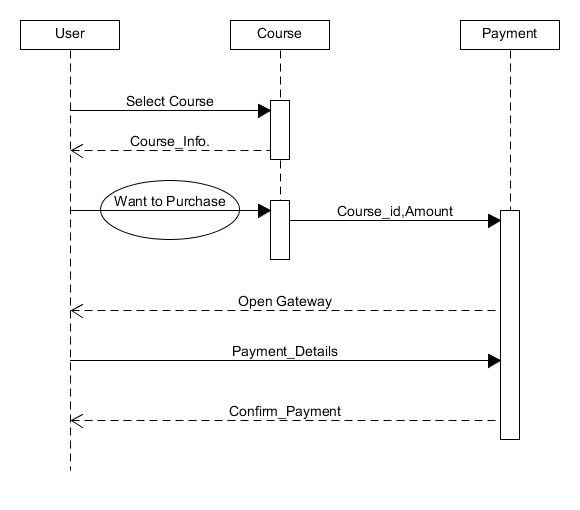 User
Course
Payment
Select Course
Course_Info.
Want to Purchase
Course_id,Amount
Open Gateway
Payment_Details
Confirm_Payment